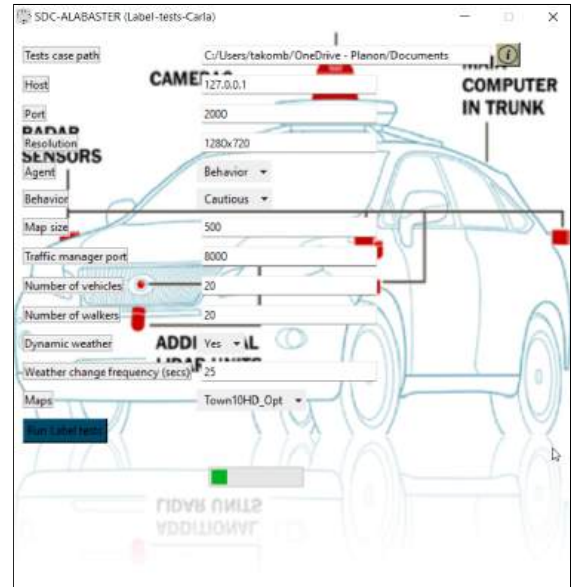 SDC-ALABASTER (Label-tests-Carla)
Tests case path C:/Users/takomb/OneDrive - Planon/Documents i
CAMERAS
Host 127.0.0.1
COMPUTER
Port 2000
IN TRUNK
RADAR
Resolution 1280x720
SENSORS
Agent Behavior
Behavior Cautious
Map size 500
Traffic manager port 8000
Number of vehicles 20
Number of walkers 20
Dynamic weather Yes
Weather change frequency (secs) 25
Maps Town10HD_Opt
Run Label tests
LIDAR UNITS
ADDITIONAL